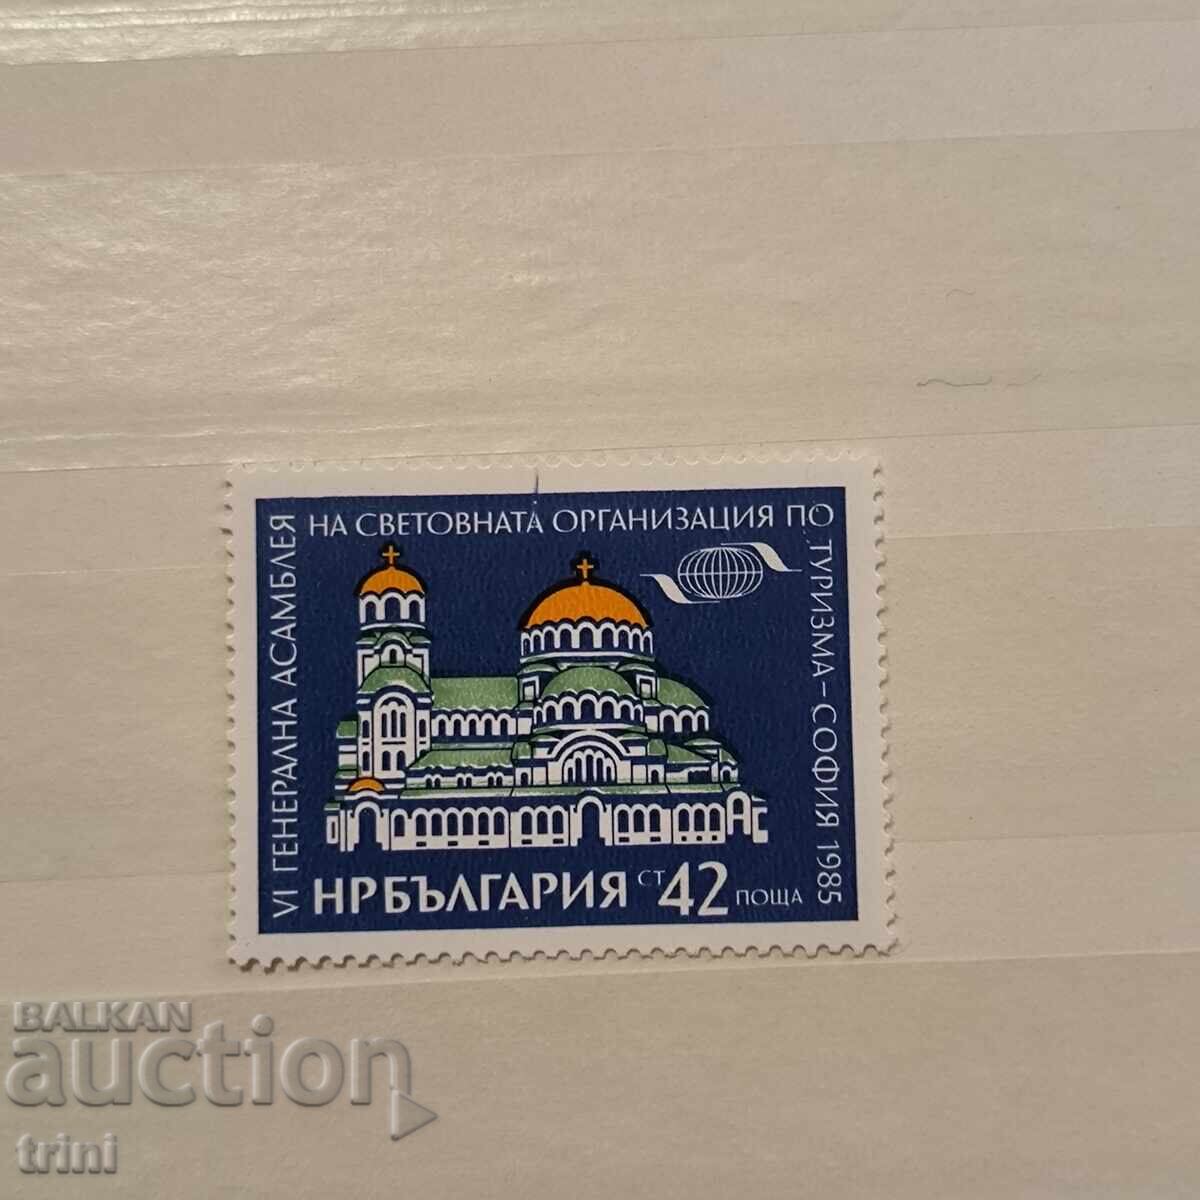 VI ГЕНЕРАЛНА АСАМБЛЕЯ
НА СВЕТОВНАТА ОРГАНИЗАЦИЯ ПО
ТУРИЗМА – СОФИЯ 1985
НРБЪЛГАРИЯ СТ 42 ПОЩА
BALKAN
auction
trini